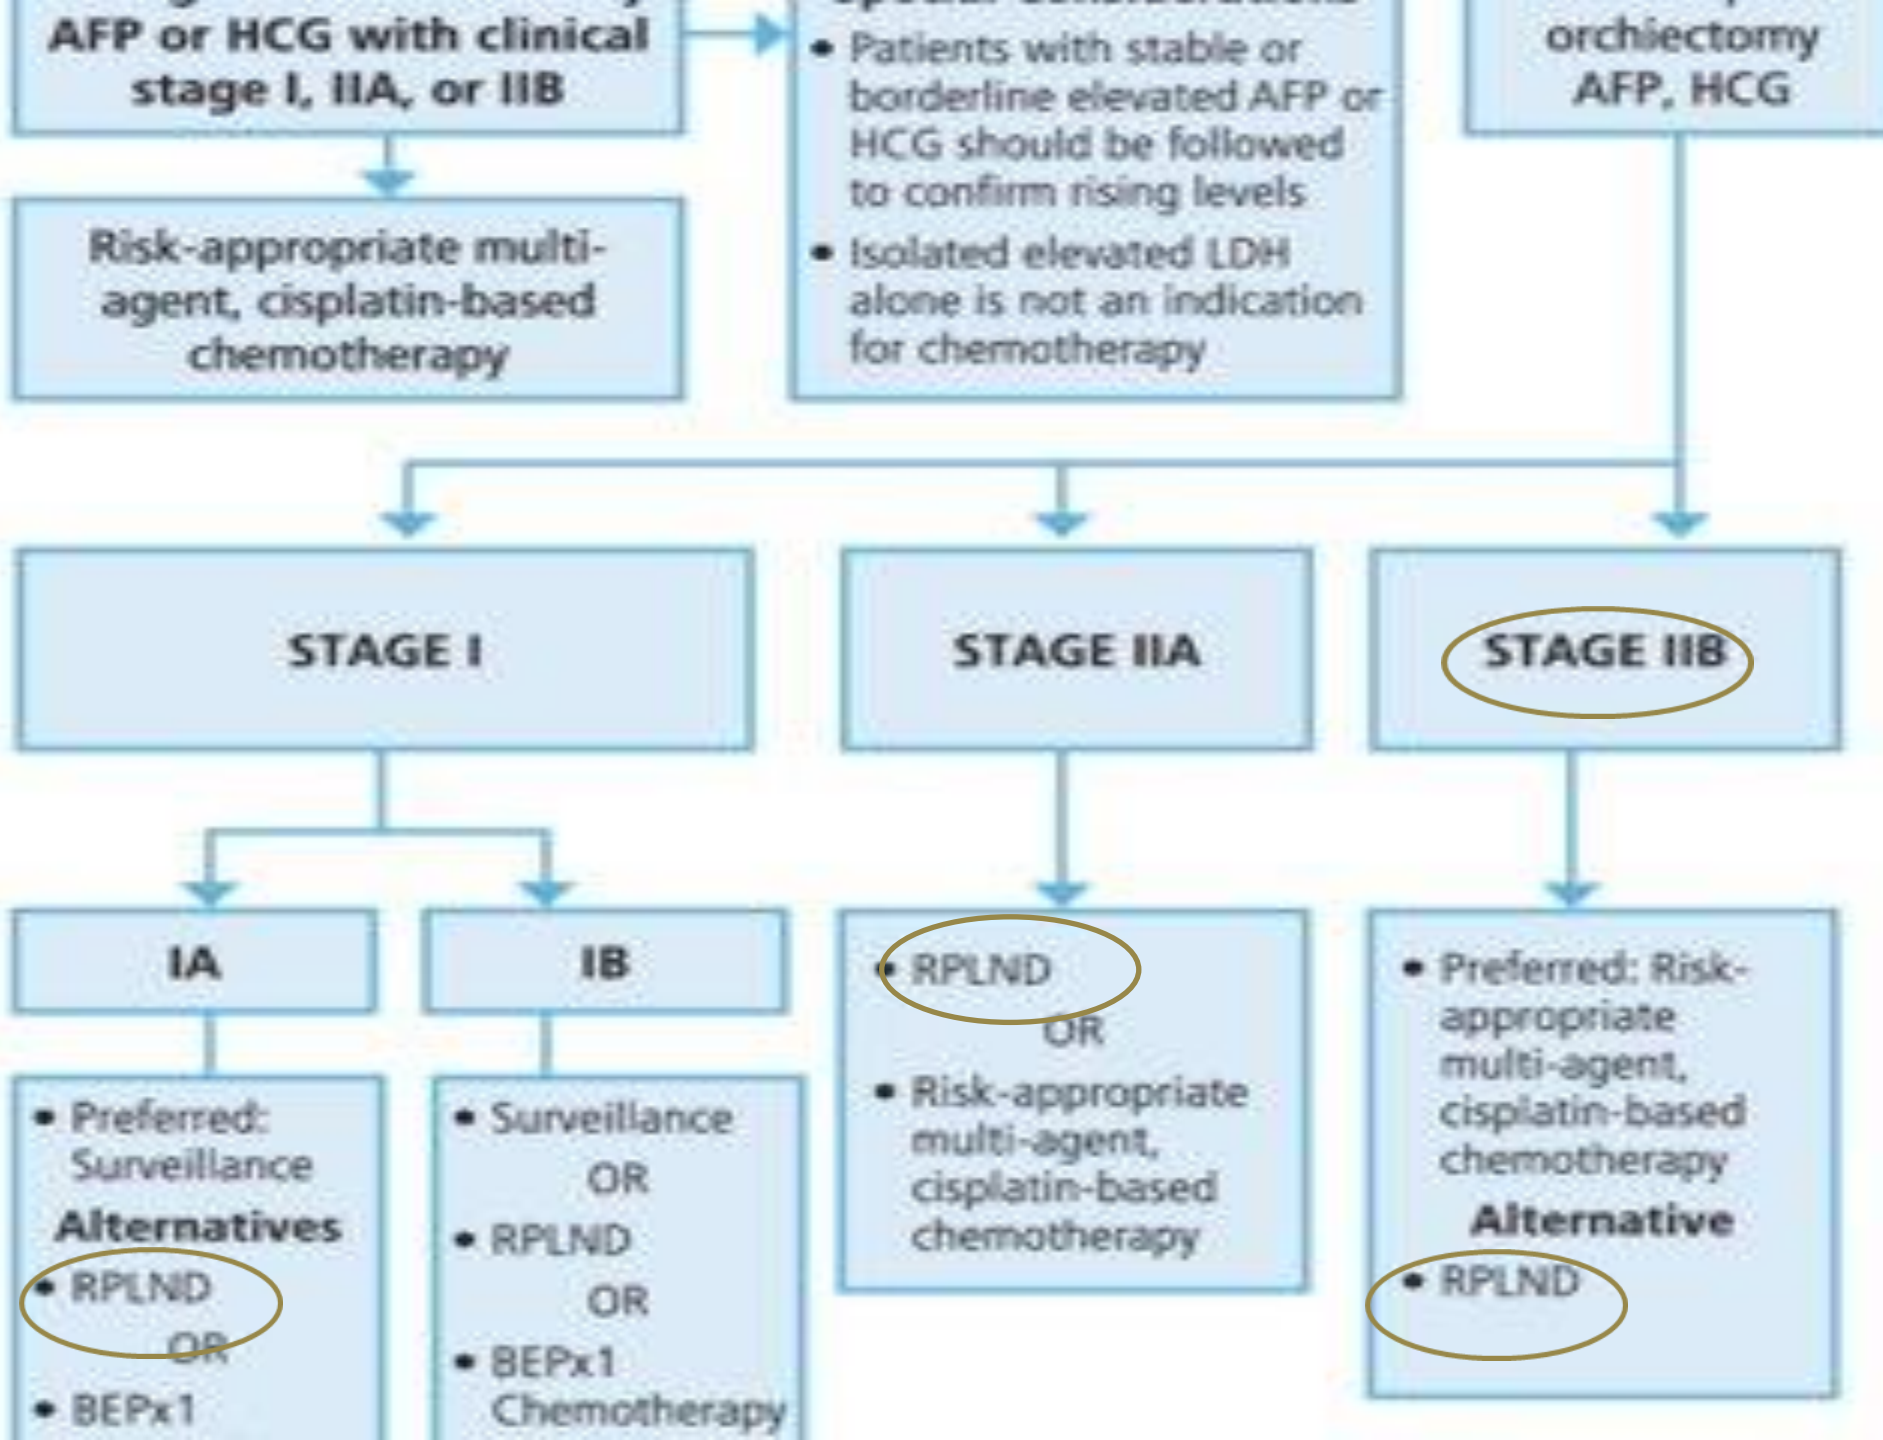 AFP or HCG with clinical
stage I, IIA, or IIB
• Patients with stable or
borderline elevated AFP or
HCG should be followed
to confirm rising levels
• Isolated elevated LDH
alone is not an indication
for chemotherapy
orchiectomy
AFP, HCG
Risk-appropriate multi-
agent, cisplatin-based
chemotherapy
STAGE I
STAGE IIA
STAGE IIB
IA
IB
• Preferred:
Surveillance
Alternatives
• RPLND
OR
• BEPx1
• Surveillance
OR
• RPLND
OR
• BEPx1
Chemotherapy
• RPLND
OR
• Risk-appropriate
multi-agent,
cisplatin-based
chemotherapy
• Preferred: Risk-
appropriate
multi-agent,
cisplatin-based
chemotherapy
Alternative
• RPLND